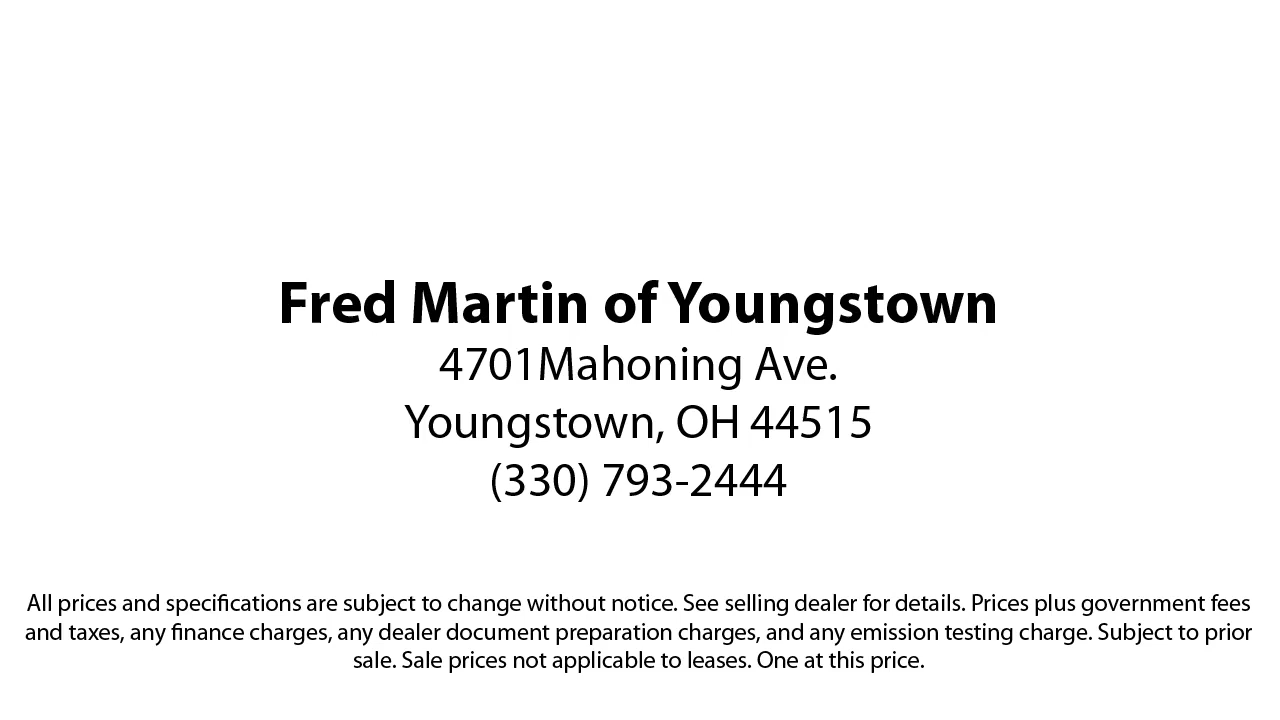 Fred Martin of Youngstown
4701Mahoning Ave.
Youngstown, OH 44515
(330) 793-2444
All prices and specifications are subject to change without notice. See selling dealer for details. Prices plus government fees
and taxes, any finance charges, any dealer document preparation charges, and any emission testing charge. Subject to prior
sale. Sale prices not applicable to leases. One at this price.